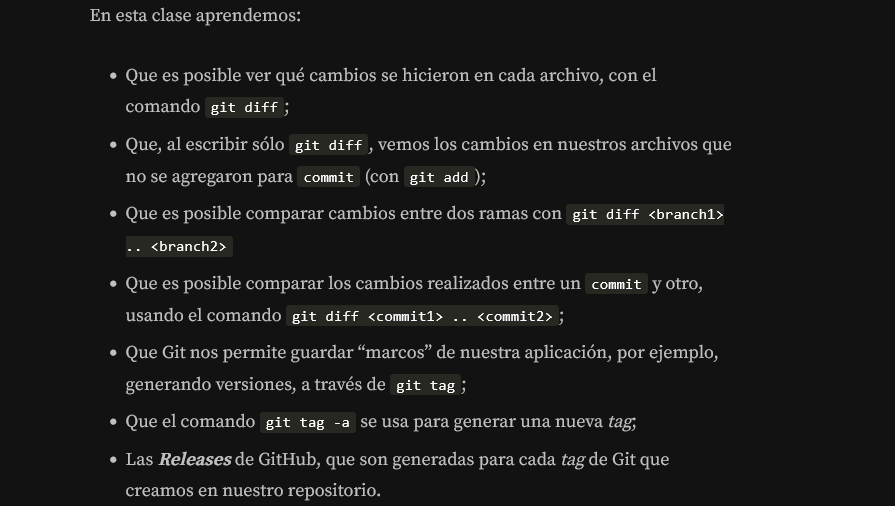 En esta clase aprendemos:
• Que es posible ver qué cambios se hicieron en cada archivo, con el
comando git diff;
• Que, al escribir sólo git diff, vemos los cambios en nuestros archivos que
no se agregaron para commit (con git add);
• Que es posible comparar cambios entre dos ramas con git diff <branch1>
.. <branch2>
• Que es posible comparar los cambios realizados entre un commit y otro,
usando el comando git diff <commit1> .. <commit2>;
• Que Git nos permite guardar “marcos” de nuestra aplicación, por ejemplo,
generando versiones, a través de git tag;
• Que el comando git tag -a se usa para generar una nueva tag;
• Las Releases de GitHub, que son generadas para cada tag de Git que
creamos en nuestro repositorio.